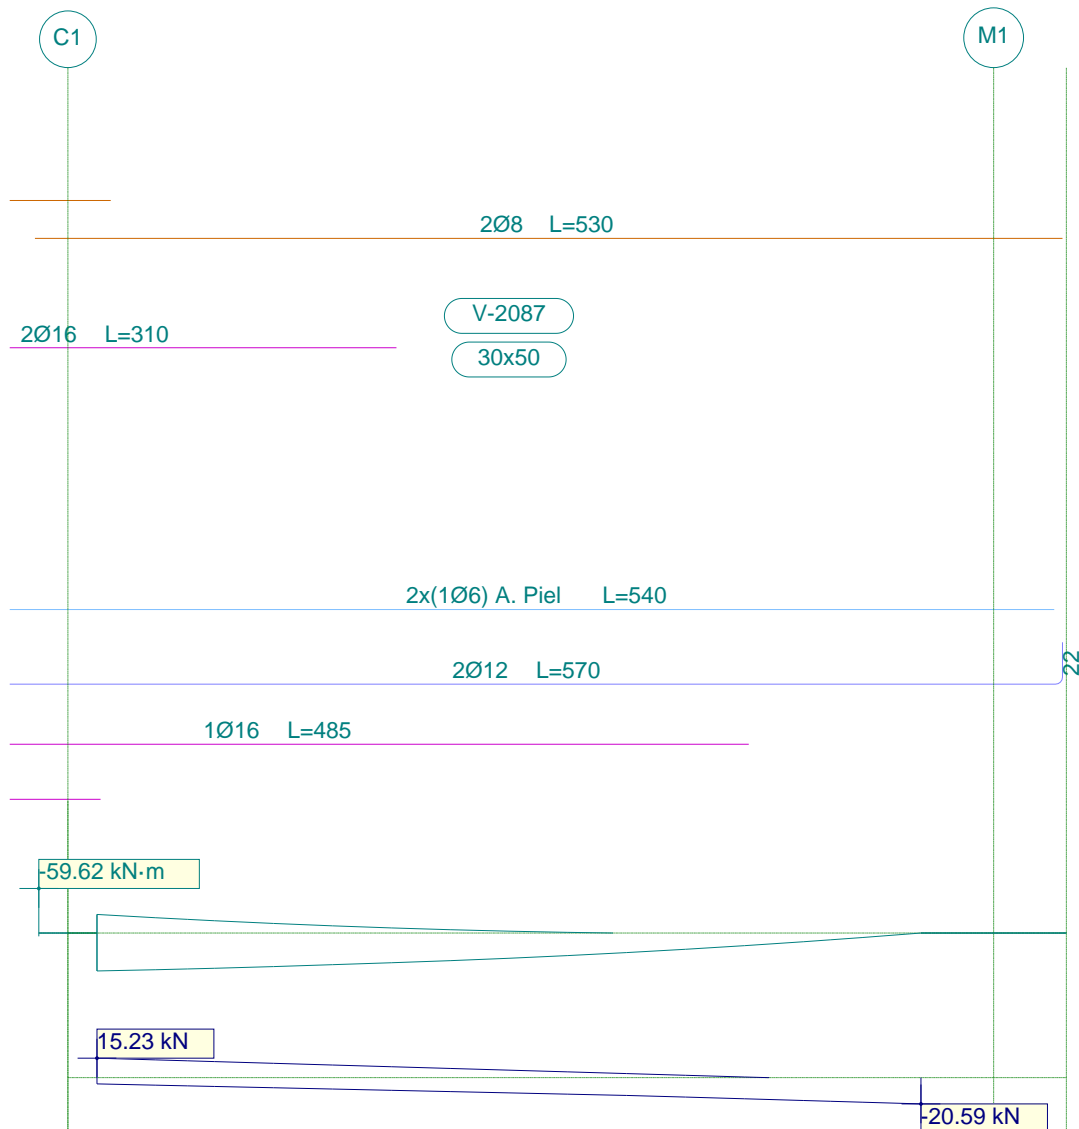 C1
M1
2Ø8 L=530
V-2087
2Ø16 L=310
30x50
2x(1Ø6) A. Piel L=540
22
2Ø12 L=570
1Ø16 L=485
-59.62 kN·m
15.23 kN
-20.59 kN